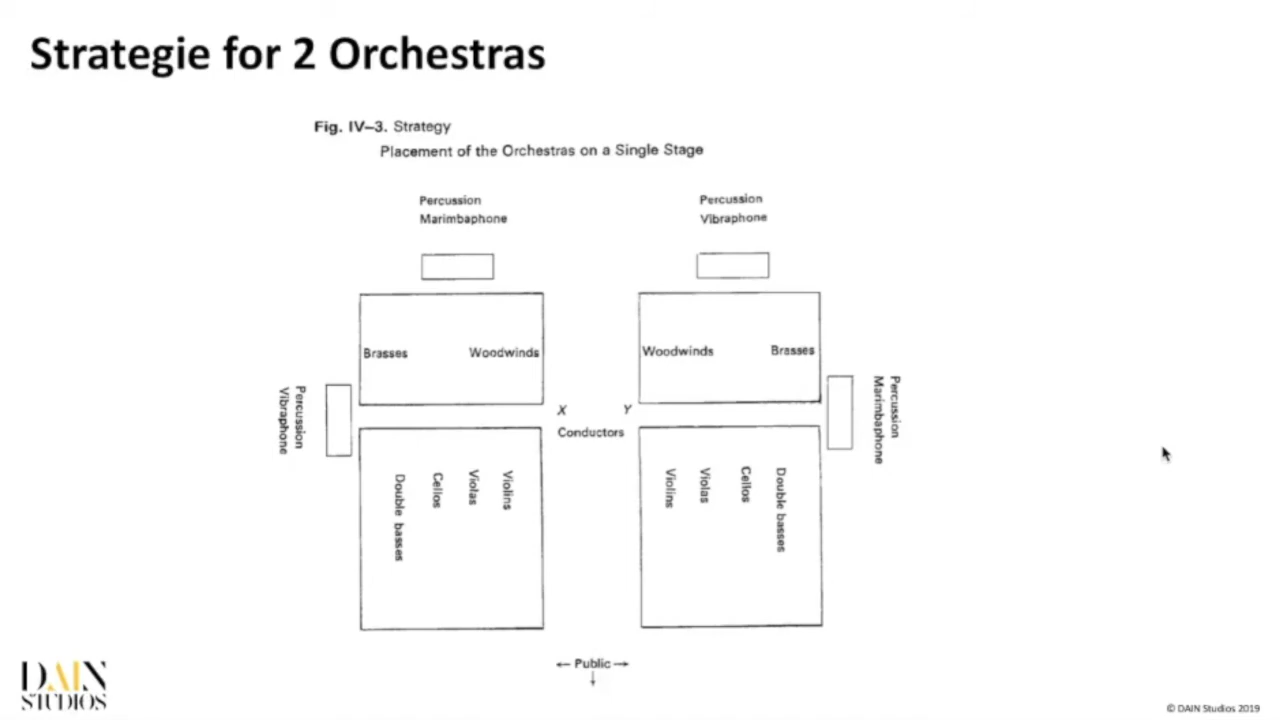 Strategie for 2 Orchestras
Fig. IV–3. Strategy
Placement of the Orchestras on a Single Stage
Percussion
Marimbaphone
Percussion
Vibraphone
Brasses
Woodwinds
Woodwinds
Brasses
Percussion
Vibraphone
X
Y
Conductors
Percussion
Marimbaphone
Double basses
Cellos
Violas
Violins
Violins
Violas
Cellos
Double basses
← Public →
↓
DAIN
STUDIOS
© DAIN Studios 2019